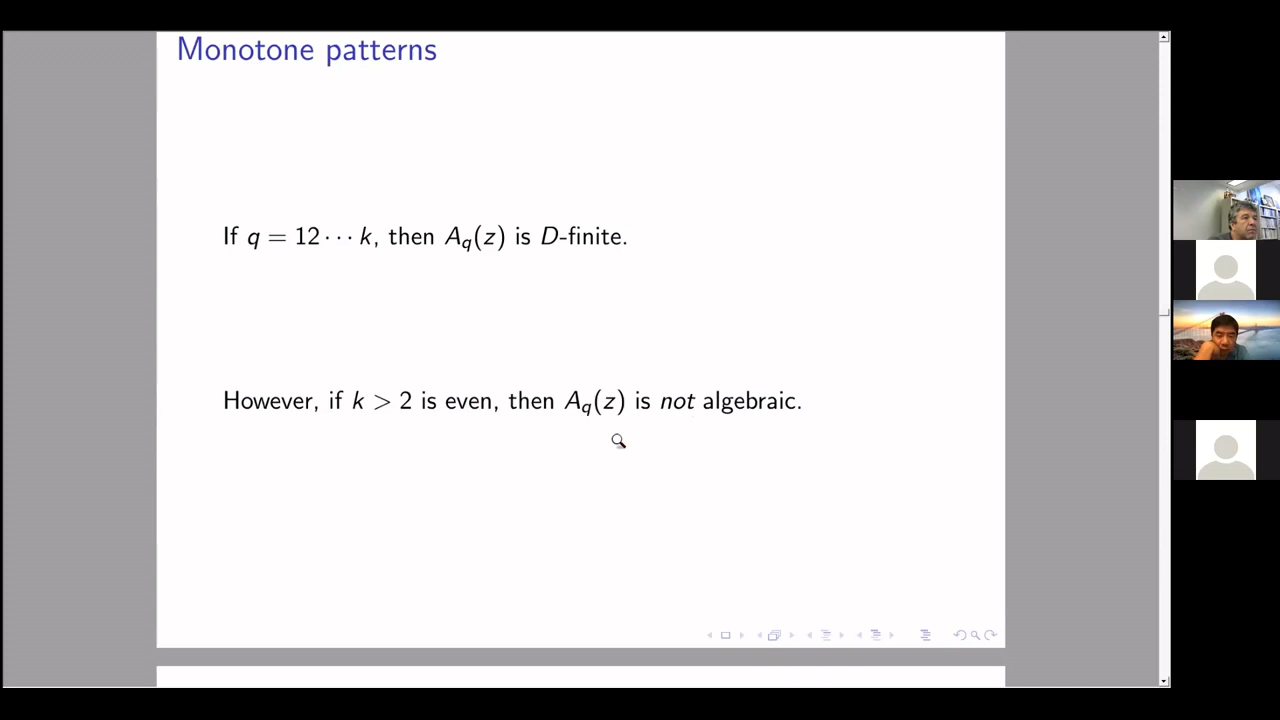 Monotone patterns
If q = 12 ··· k, then A_q(z) is D-finite.
However, if k > 2 is even, then A_q(z) is not algebraic.